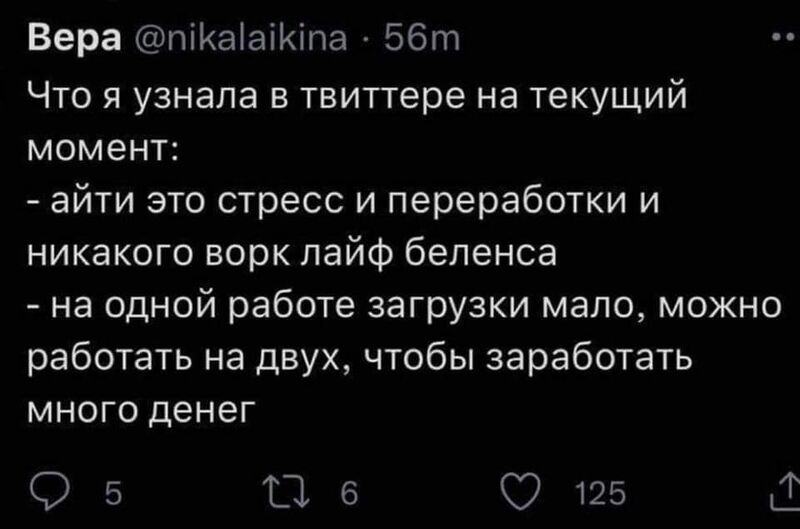 Вера @nikalaikina · 56m
Что я узнала в твиттере на текущий
момент:
- айти это стресс и переработки и
никакого ворк лайф беленса
- на одной работе загрузки мало, можно
работать на двух, чтобы заработать
много денег
5 6 125